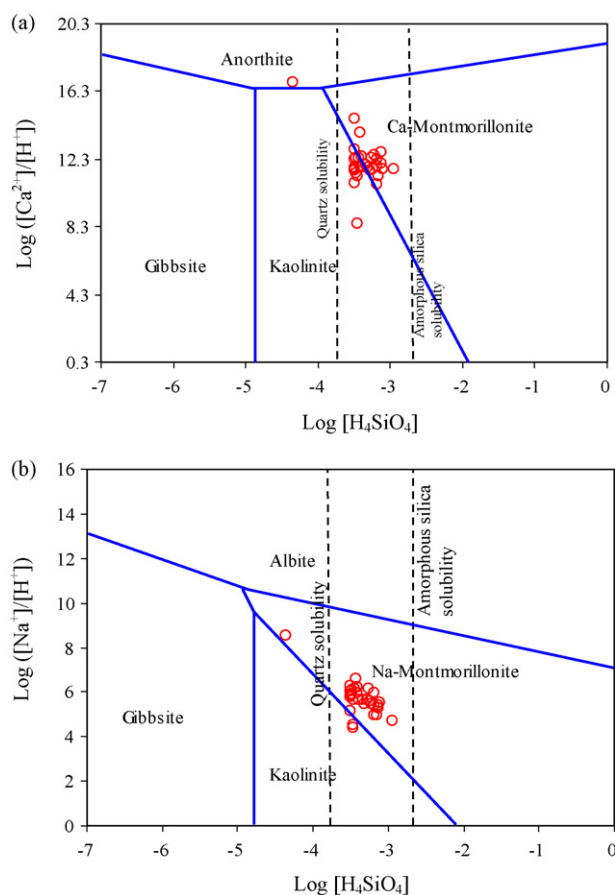 (a)
20.3
16.3
12.3
8.3
4.3
0.3
Log ([Ca²⁺]/[H⁺])
Anorthite
Ca-Montmorillonite
Gibbsite
Kaolinite
Quartz solubility
Amorphous silica
solubility
-7
-6
-5
-4
-3
-2
-1
0
Log [H₄SiO₄]
(b)
16
14
12
10
8
6
4
2
0
Log ([Na⁺]/[H⁺])
Albite
Na-Montmorillonite
Gibbsite
Kaolinite
Quartz solubility
Amorphous silica
solubility
-7
-6
-5
-4
-3
-2
-1
0
Log [H₄SiO₄]